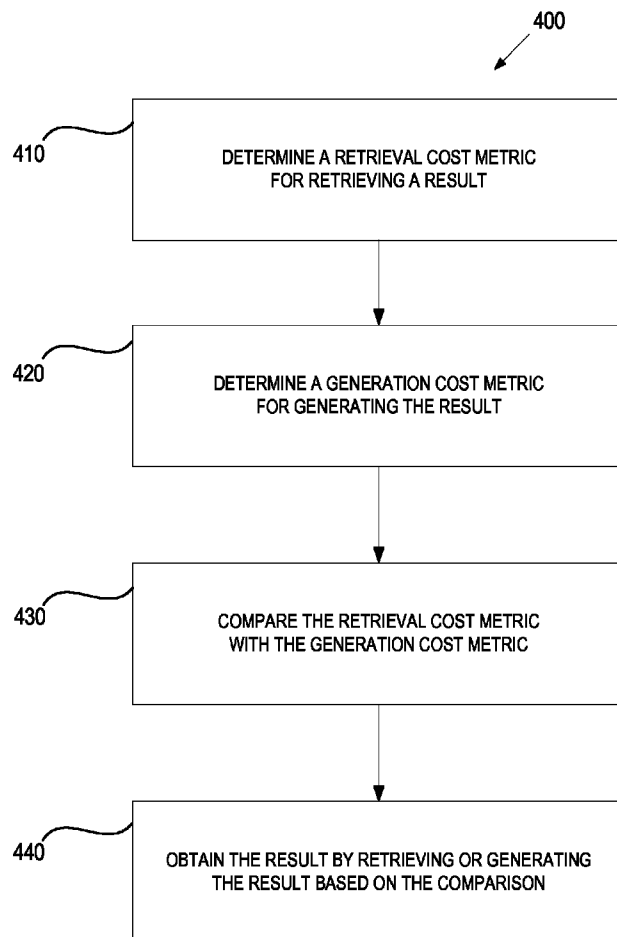 400
410
DETERMINE A RETRIEVAL COST METRIC
FOR RETRIEVING A RESULT
420
DETERMINE A GENERATION COST METRIC
FOR GENERATING THE RESULT
430
COMPARE THE RETRIEVAL COST METRIC
WITH THE GENERATION COST METRIC
440
OBTAIN THE RESULT BY RETRIEVING OR GENERATING
THE RESULT BASED ON THE COMPARISON